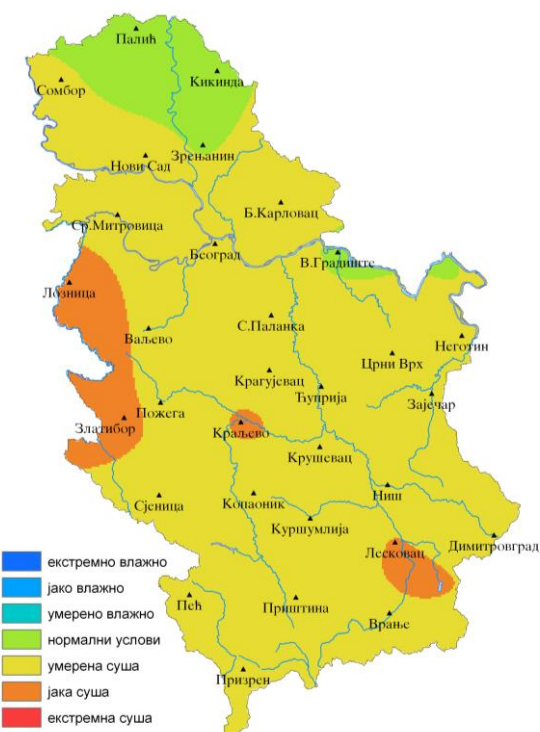 Палић
Кикинда
Сомбор
Зрењанин
Нови Сад
Б.Карловац
Ср.Митровица
Београд
В.Градиште
Лозница
С.Паланка
Ваљево
Неготин
Црни Врх
Крагујевац
Ћуприја
Зајечар
Пожега
Златибор
Краљево
Крушевац
Ниш
Сјеница
Копаоник
Куршумлија
Димитровград
Лесковац
Пећ
Приштина
Врање
Призрен
екстремно влажно
јако влажно
умерено влажно
нормални услови
умерена суша
јака суша
екстремна суша